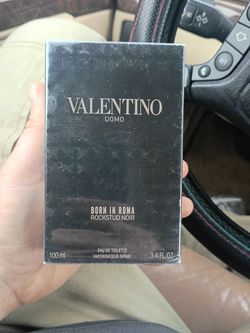 VALENTINO
UOMO
BORN IN ROMA
ROCKSTUD NOIR
EAU DE TOILETTE
100 ml VAPORISATEUR SPRAY 3.4 FL.OZ